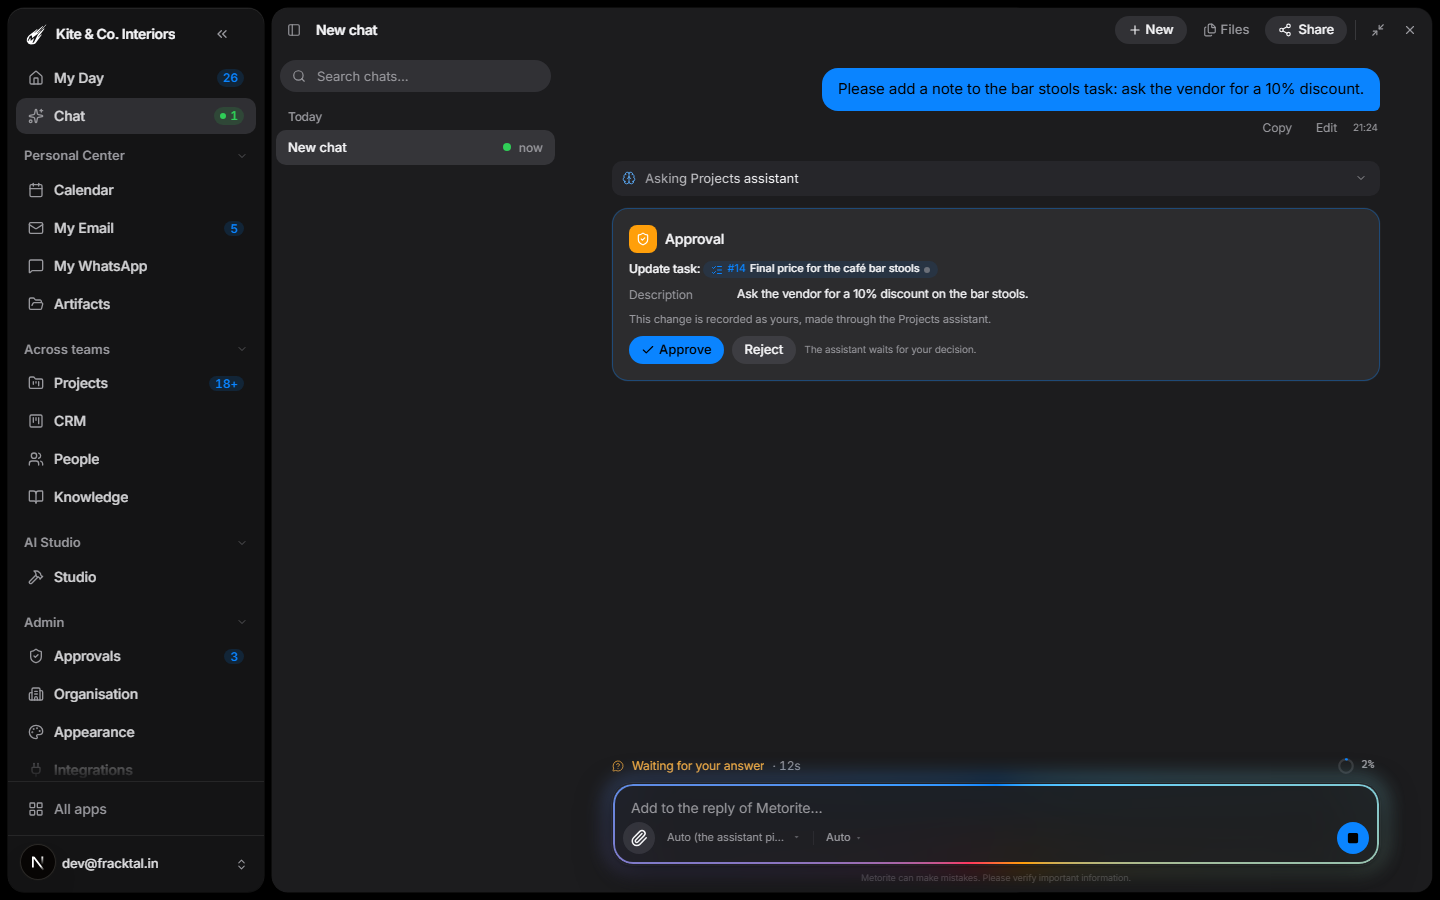 Kite & Co. Interiors
My Day 26
Chat 1
Personal Center
Calendar
My Email 5
My WhatsApp
Artifacts
Across teams
Projects 18+
CRM
People
Knowledge
AI Studio
Studio
Admin
Approvals 3
Organisation
Appearance
Integrations
All apps
N dev@fracktal.in
New chat
New Files Share
Search chats...
Today
New chat now
Please add a note to the bar stools task: ask the vendor for a 10% discount.
Copy Edit 21:24
Asking Projects assistant
Approval
Update task: #14 Final price for the café bar stools
Description Ask the vendor for a 10% discount on the bar stools.
This change is recorded as yours, made through the Projects assistant.
Approve Reject The assistant waits for your decision.
Waiting for your answer · 12s 2%
Add to the reply of Metorite...
Auto (the assistant pi... Auto
Metorite can make mistakes. Please verify important information.